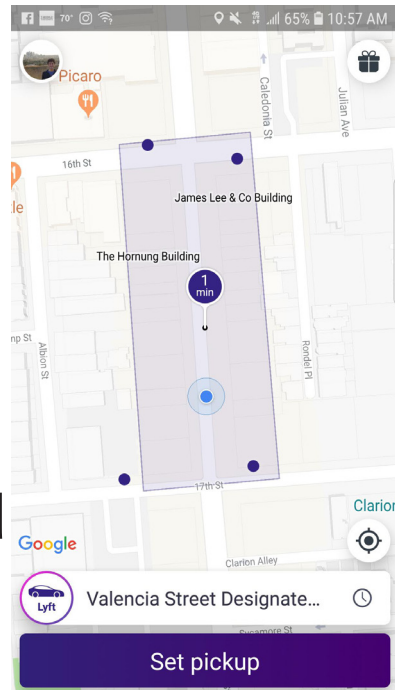 70°
65%
10:57 AM
Picaro
Caledonia St
Julian Ave
16th St
James Lee & Co Building
The Hornung Building
1
min
Albion St
Rondel Pl
17th St
Clarion
Google
Clarion Alley
Lyft
Valencia Street Designate...
Sycamore St
Set pickup